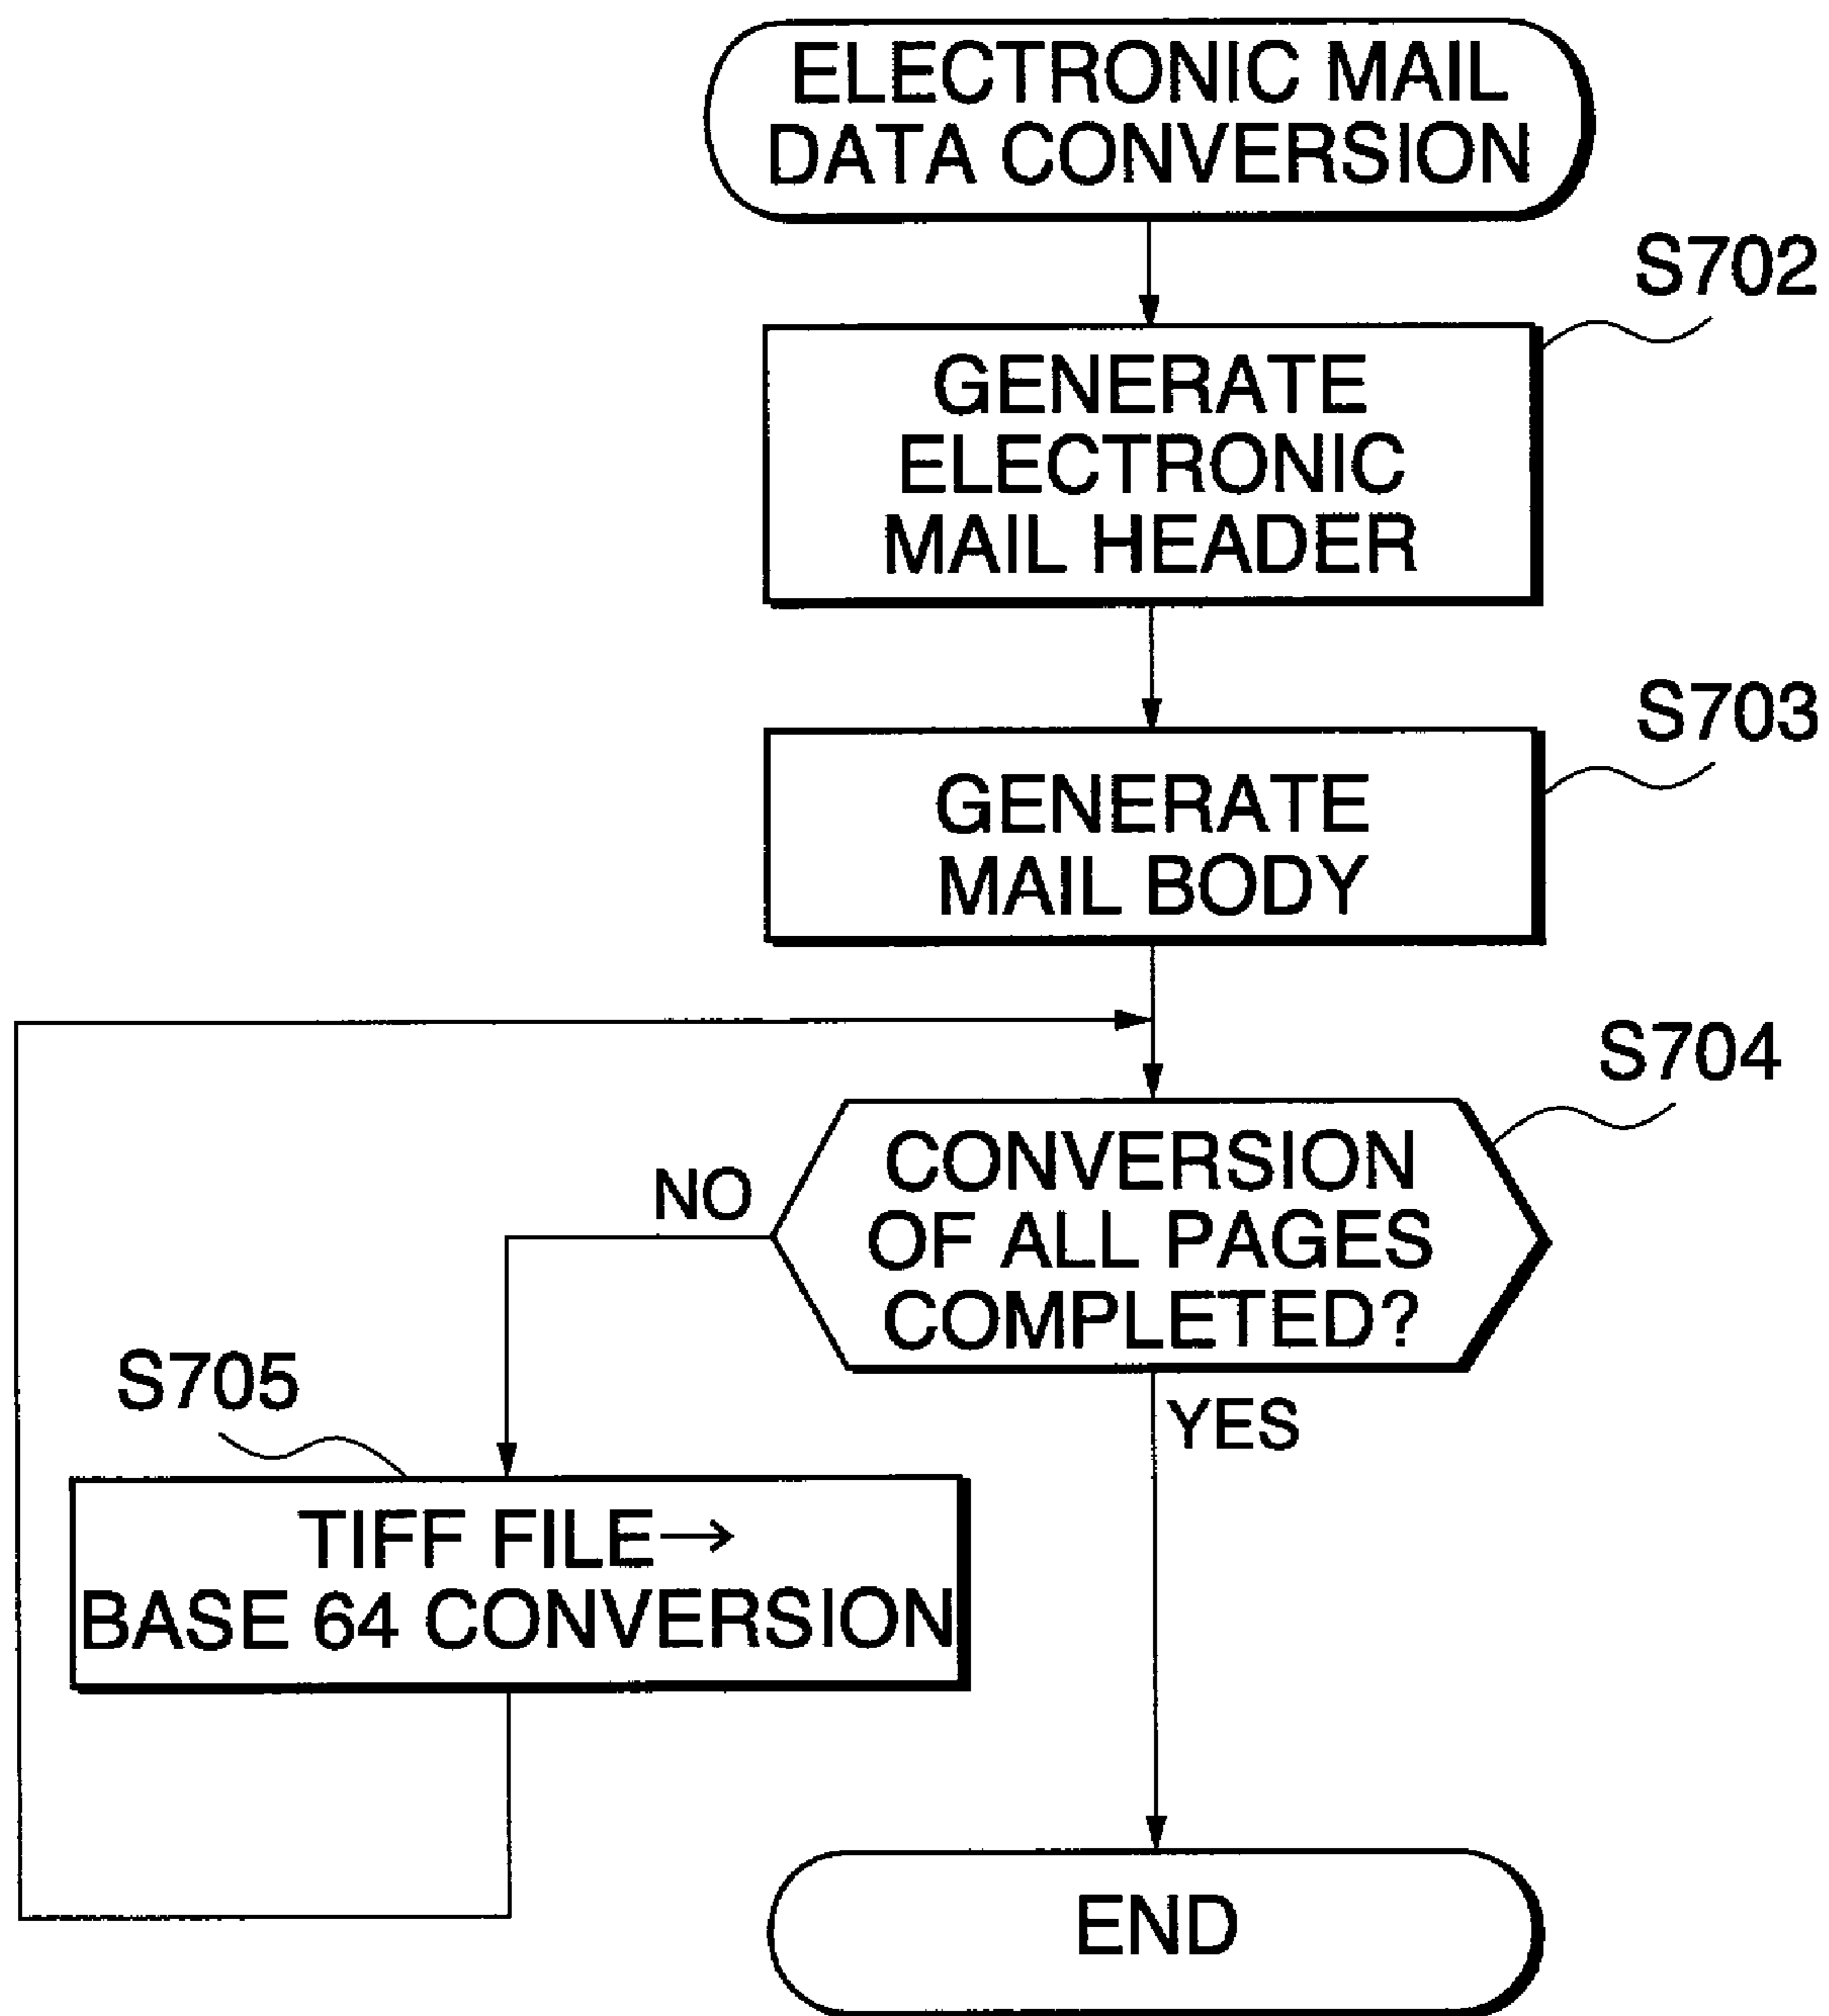 ELECTRONIC MAIL
DATA CONVERSION
S702
GENERATE
ELECTRONIC
MAIL HEADER
S703
GENERATE
MAIL BODY
S704
CONVERSION
OF ALL PAGES
COMPLETED?
NO
YES
S705
TIFF FILE→
BASE 64 CONVERSION
END